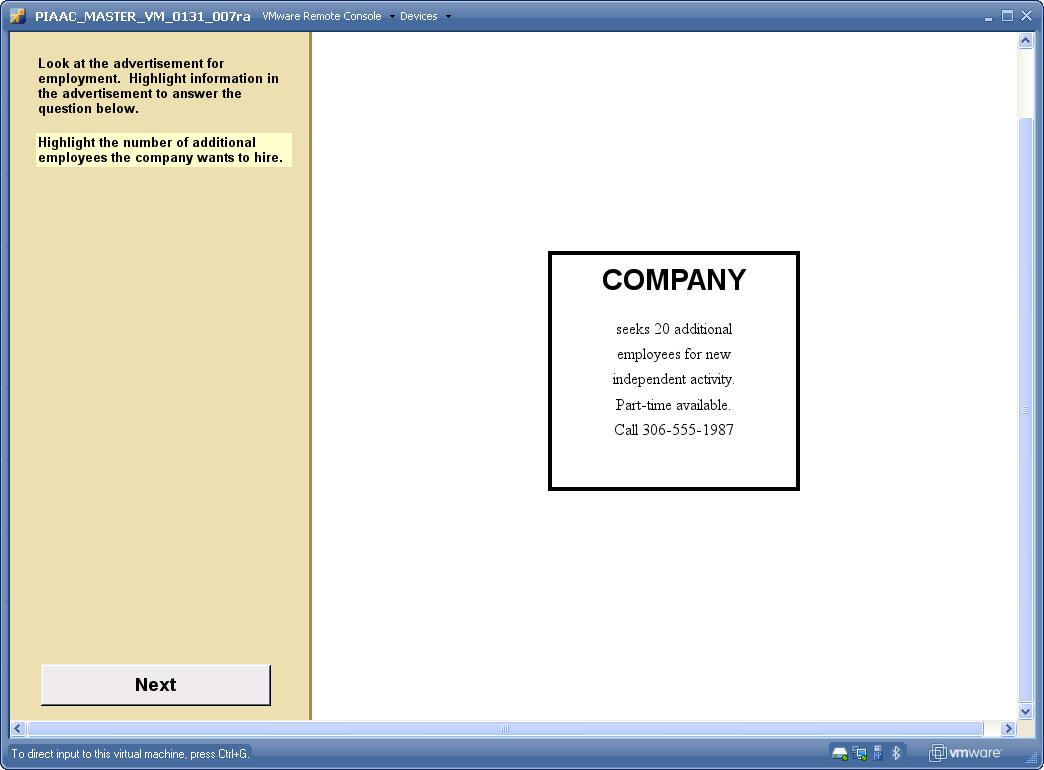 PIAAC_MASTER_VM_0131_007ra VMware Remote Console Devices
Look at the advertisement for
employment. Highlight information in
the advertisement to answer the
question below.
Highlight the number of additional
employees the company wants to hire.
COMPANY
seeks 20 additional
employees for new
independent activity.
Part-time available.
Call 306-555-1987
Next
To direct input to this virtual machine, press Ctrl+G.
vmware